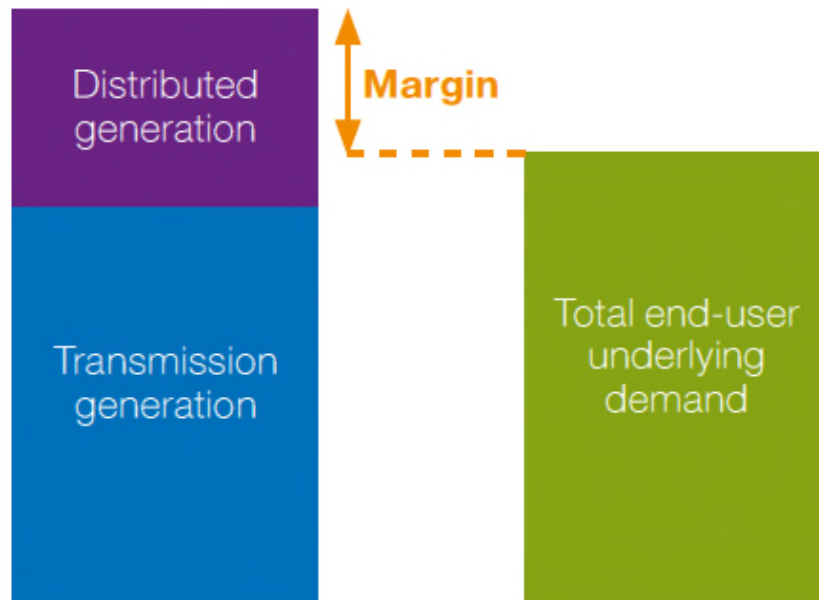 Distributed
generation
Margin
Transmission
generation
Total end-user
underlying
demand